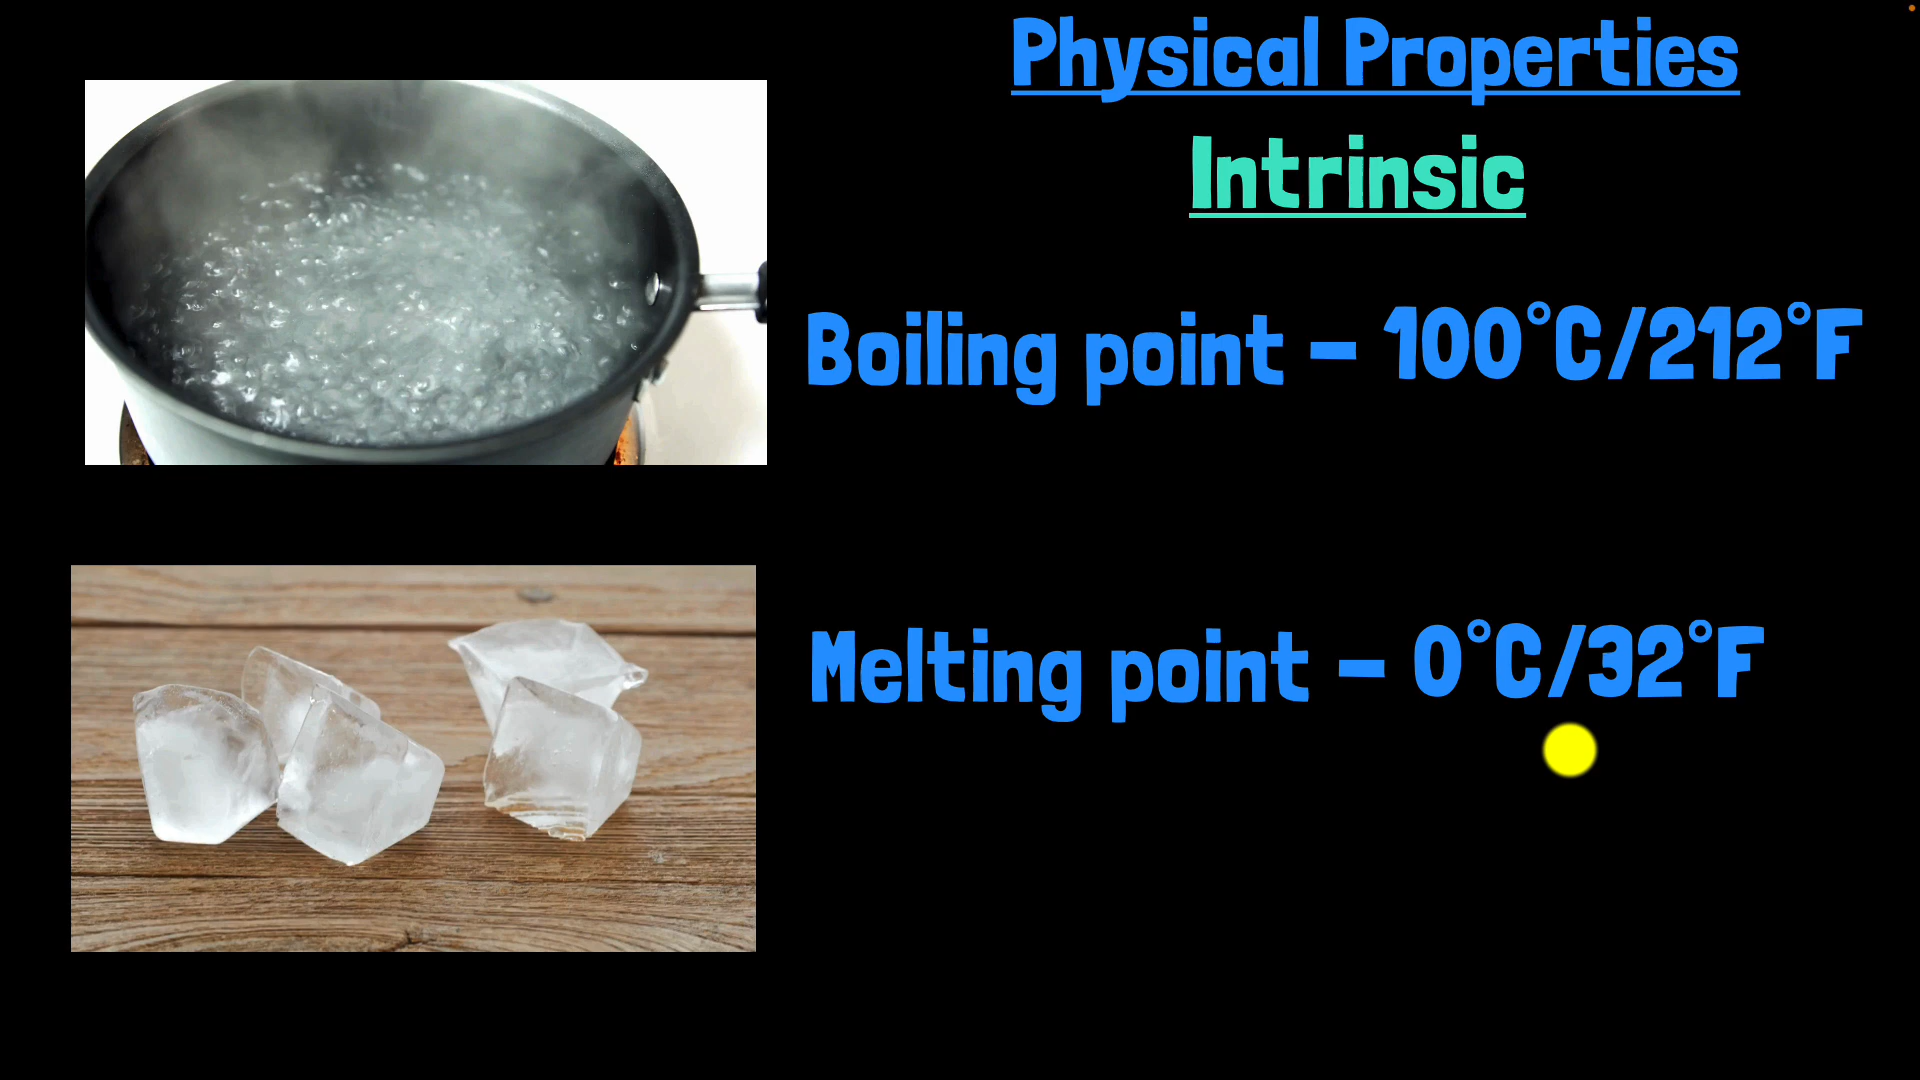 Physical Properties
Intrinsic
Boiling point – 100°C/212°F
Melting point – 0°C/32°F